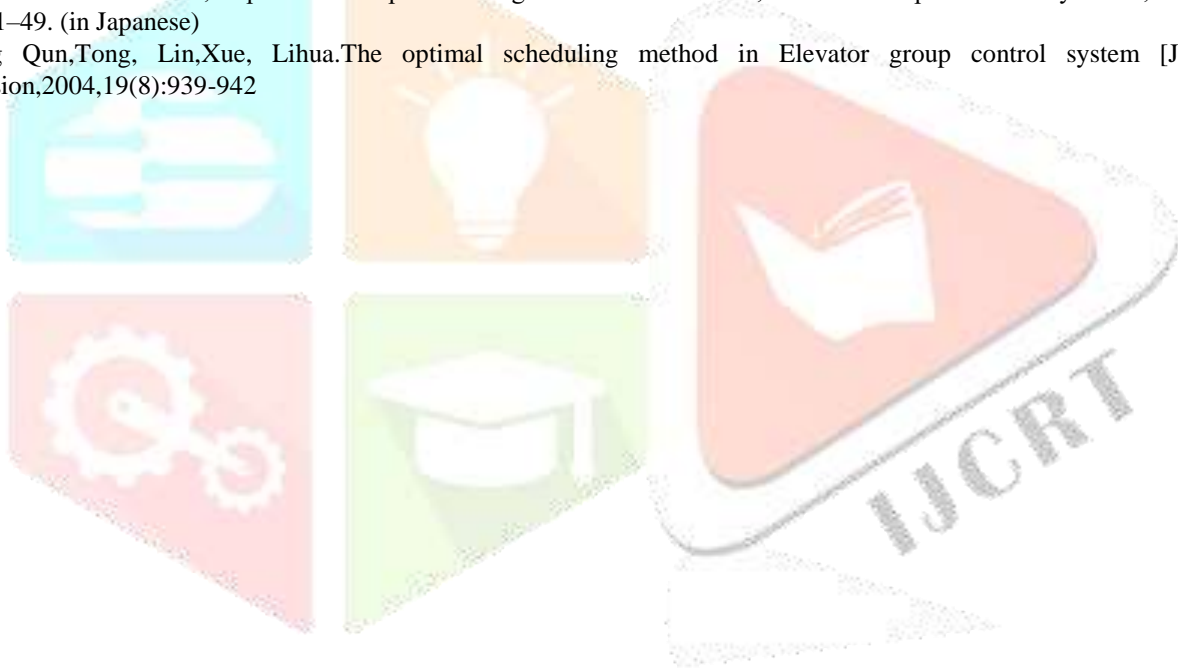 1–49. (in Japanese)
Qun,Tong, Lin,Xue, Lihua.The optimal scheduling method in Elevator group control system [J
sion,2004,19(8):939-942
IJCRT